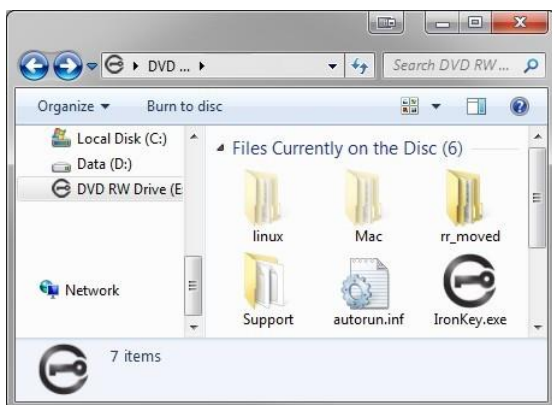 DVD ...
Search DVD RW ...
Organize
Burn to disc
Local Disk (C:)
Data (D:)
DVD RW Drive (E:
Network
Files Currently on the Disc (6)
linux
Mac
rr_moved
Support
autorun.inf
IronKey.exe
7 items